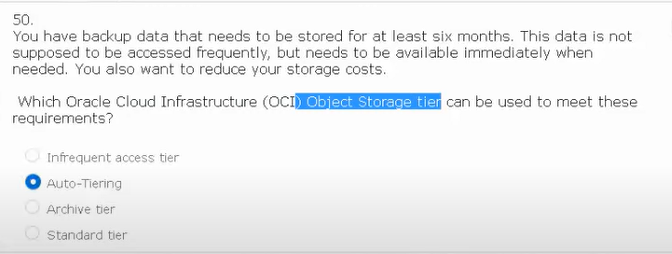 50.
You have backup data that needs to be stored for at least six months. This data is not
supposed to be accessed frequently, but needs to be available immediately when
needed. You also want to reduce your storage costs.
Which Oracle Cloud Infrastructure (OCI) Object Storage tier can be used to meet these
requirements?
Infrequent access tier
Auto-Tiering
Archive tier
Standard tier